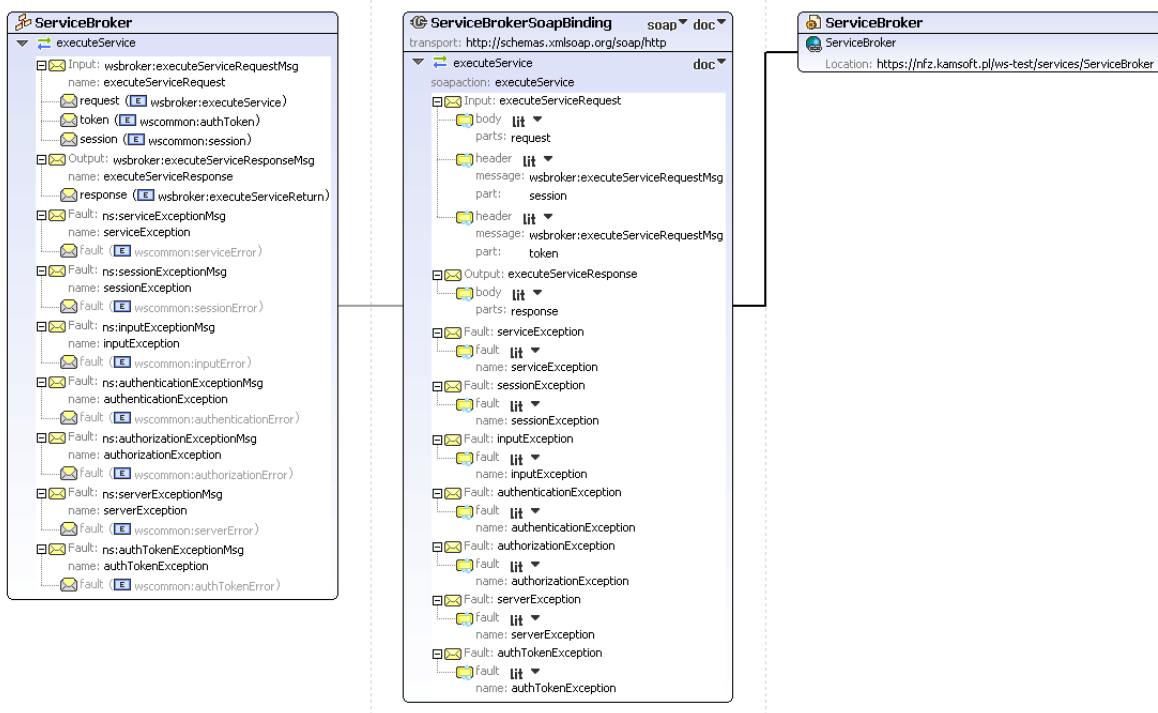 ServiceBroker
executeService
Input: wsbroker:executeServiceRequestMsg
name: executeServiceRequest
request (E wsbroker:executeService)
token (E wscommon:authToken)
session (E wscommon:session)
Output: wsbroker:executeServiceResponseMsg
name: executeServiceResponse
response (E wsbroker:executeServiceReturn)
Fault: ns:serviceExceptionMsg
name: serviceException
fault (E wscommon:serviceError)
Fault: ns:sessionExceptionMsg
name: sessionException
fault (E wscommon:sessionError)
Fault: ns:inputExceptionMsg
name: inputException
fault (E wscommon:inputError)
Fault: ns:authenticationExceptionMsg
name: authenticationException
fault (E wscommon:authenticationError)
Fault: ns:authorizationExceptionMsg
name: authorizationException
fault (E wscommon:authorizationError)
Fault: ns:serverExceptionMsg
name: serverException
fault (E wscommon:serverError)
Fault: ns:authTokenExceptionMsg
name: authTokenException
fault (E wscommon:authTokenError)
ServiceBrokerSoapBinding soap doc
transport: http://schemas.xmlsoap.org/soap/http
executeService doc
soapaction: executeService
Input: executeServiceRequest
body lit
parts: request
header lit
message: wsbroker:executeServiceRequestMsg
part: session
header lit
message: wsbroker:executeServiceRequestMsg
part: token
Output: executeServiceResponse
body lit
parts: response
Fault: serviceException
fault lit
name: serviceException
Fault: sessionException
fault lit
name: sessionException
Fault: inputException
fault lit
name: inputException
Fault: authenticationException
fault lit
name: authenticationException
Fault: authorizationException
fault lit
name: authorizationException
Fault: serverException
fault lit
name: serverException
Fault: authTokenException
fault lit
name: authTokenException
ServiceBroker
ServiceBroker
Location: https://nfz.kamsoft.pl/ws-test/services/ServiceBroker